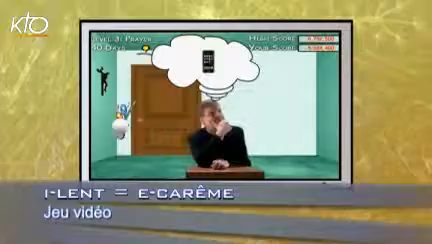 KTO
Level 3: Prayer
High Score
40 Days
Your Score
i-Lent = e-Carême
Jeu vidéo